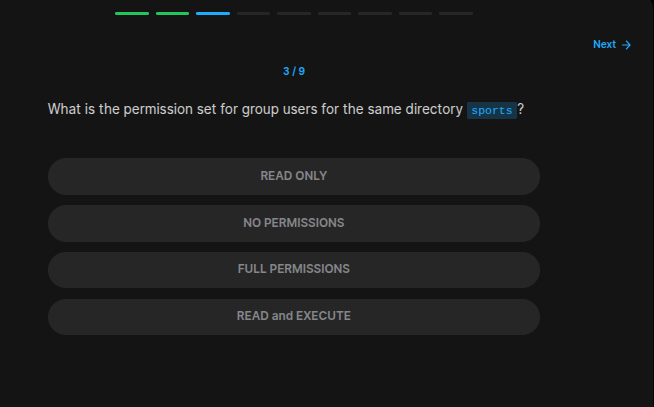 Next →
3 / 9
What is the permission set for group users for the same directory sports?
READ ONLY
NO PERMISSIONS
FULL PERMISSIONS
READ and EXECUTE